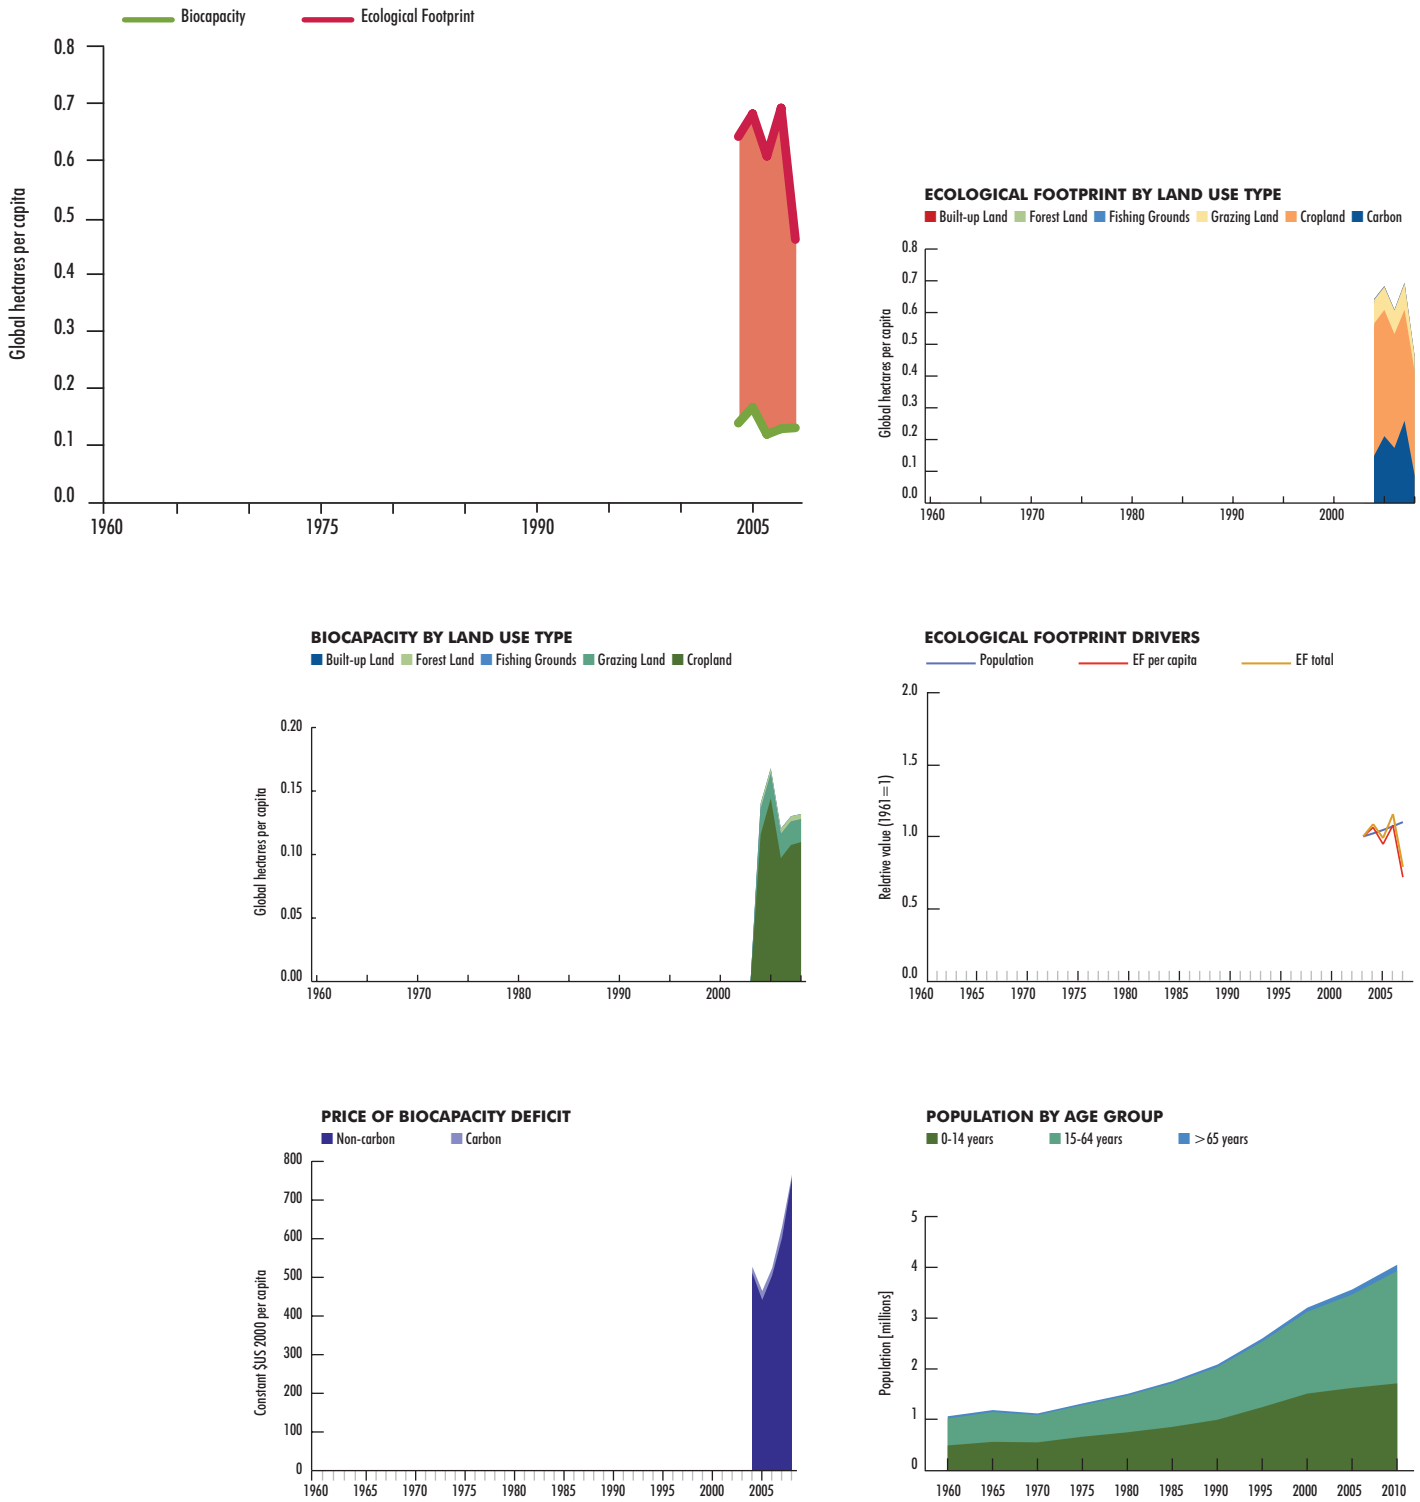 Biocapacity Ecological Footprint
0.8
0.7
0.6
0.5
0.4
0.3
0.2
0.1
0.0
Global hectares per capita
1960 1975 1990 2005
ECOLOGICAL FOOTPRINT BY LAND USE TYPE
Built-up Land Forest Land Fishing Grounds Grazing Land Cropland Carbon
0.8
0.7
0.6
0.5
0.4
0.3
0.2
0.1
0.0
Global hectares per capita
1960 1970 1980 1990 2000
BIOCAPACITY BY LAND USE TYPE
Built-up Land Forest Land Fishing Grounds Grazing Land Cropland
0.20
0.15
0.10
0.05
0.00
Global hectares per capita
1960 1970 1980 1990 2000
ECOLOGICAL FOOTPRINT DRIVERS
Population EF per capita EF total
2.0
1.5
1.0
0.5
0.0
Relative value (1961=1)
1960 1965 1970 1975 1980 1985 1990 1995 2000 2005
PRICE OF BIOCAPACITY DEFICIT
Non-carbon Carbon
800
700
600
500
400
300
200
100
0
Constant $US 2000 per capita
1960 1965 1970 1975 1980 1985 1990 1995 2000 2005
POPULATION BY AGE GROUP
0-14 years 15-64 years >65 years
5
4
3
2
1
0
Population [millions]
1960 1965 1970 1975 1980 1985 1990 1995 2000 2005 2010